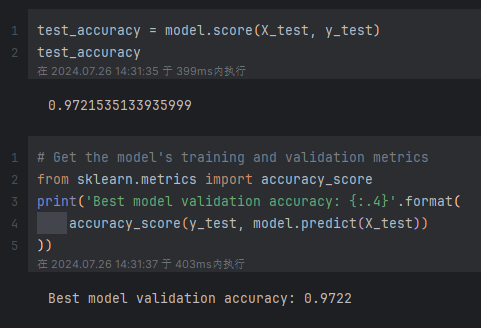 1 test_accuracy = model.score(X_test, y_test)
2 test_accuracy
在 2024.07.26 14:31:35 于 399ms内执行
0.9721535133935999
1 # Get the model's training and validation metrics
2 from sklearn.metrics import accuracy_score
3 print('Best model validation accuracy: {:.4}'.format(
4     accuracy_score(y_test, model.predict(X_test))
5 ))
在 2024.07.26 14:31:37 于 403ms内执行
Best model validation accuracy: 0.9722